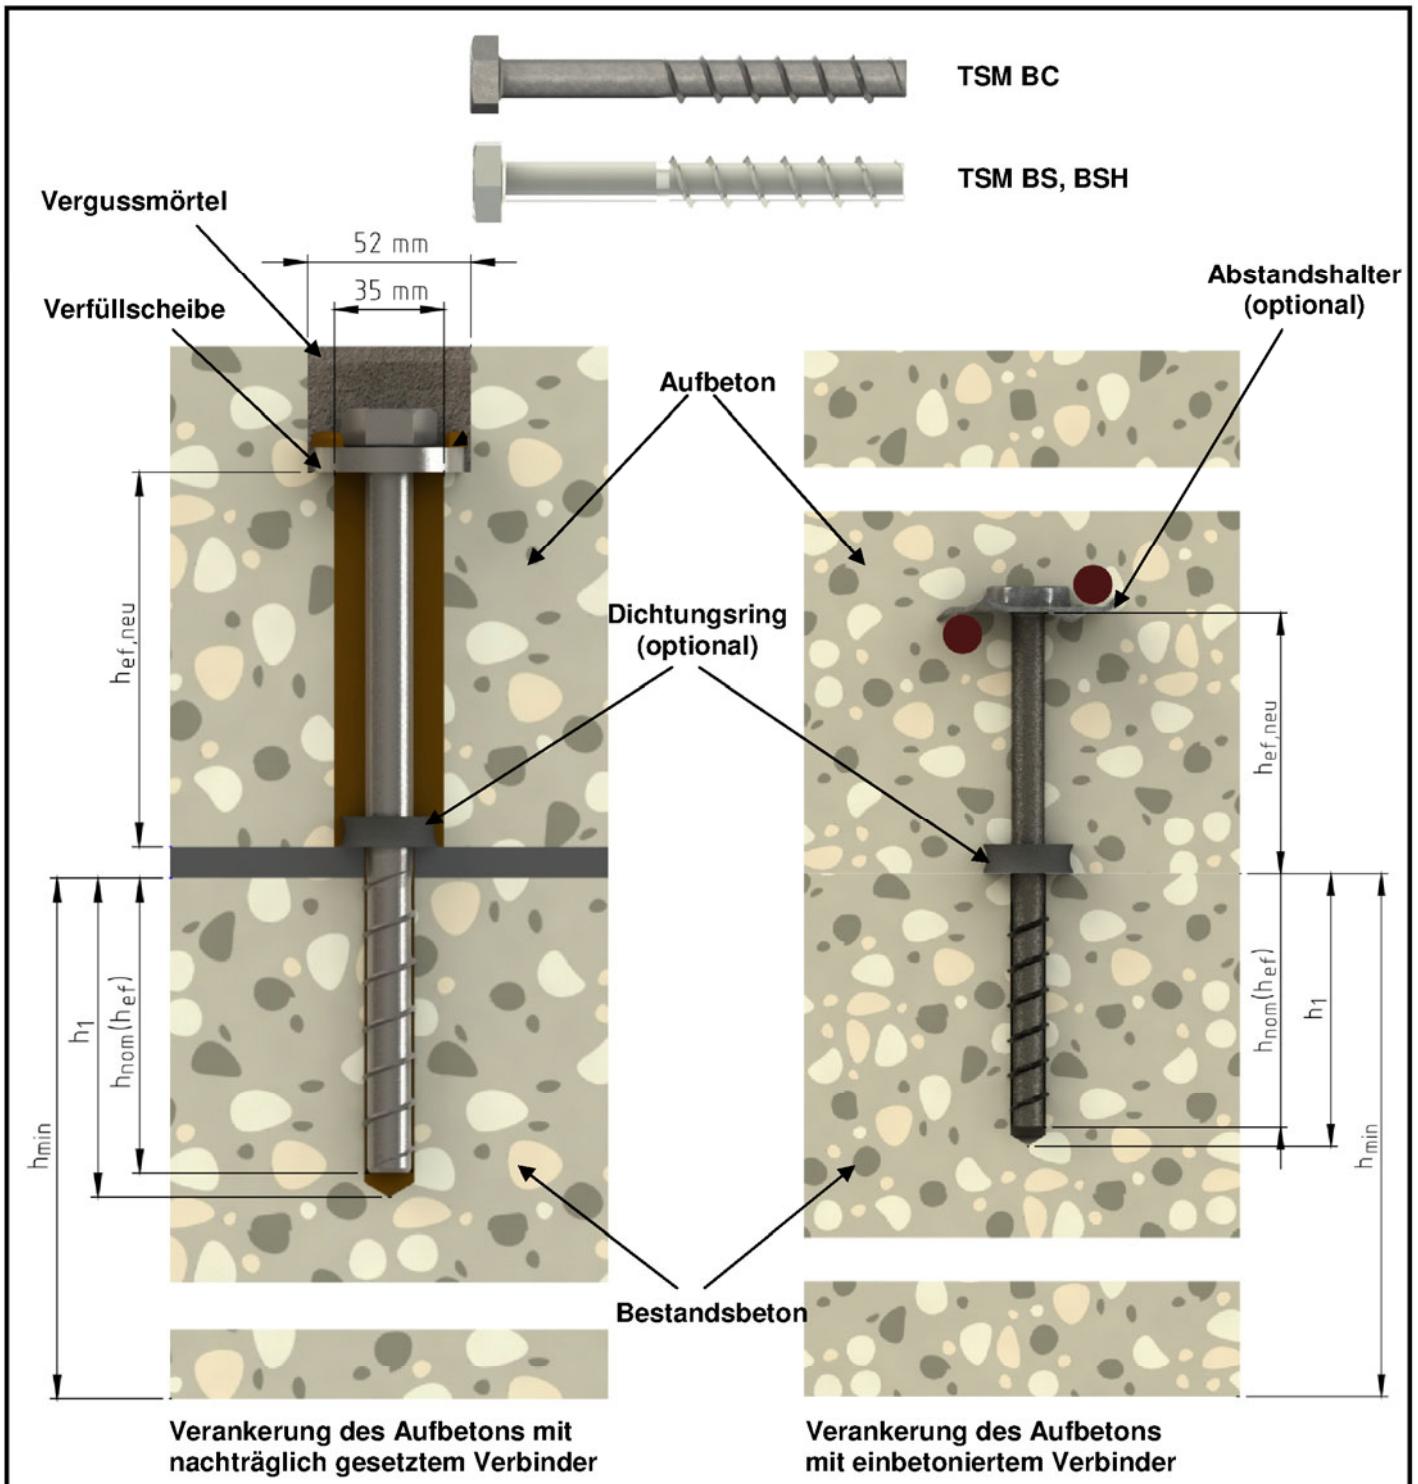 TSM BC
TSM BS, BSH
Vergussmörtel
52 mm
Abstandshalter
(optional)
35 mm
Verfüllscheibe
Aufbeton
hef,neu
Dichtungsring
(optional)
hef,neu
h1
hnom(hef)
hmin
hnom(hef)
h1
hmin
Bestandsbeton
Verankerung des Aufbetons mit
nachträglich gesetztem Verbinder
Verankerung des Aufbetons
mit einbetoniertem Verbinder